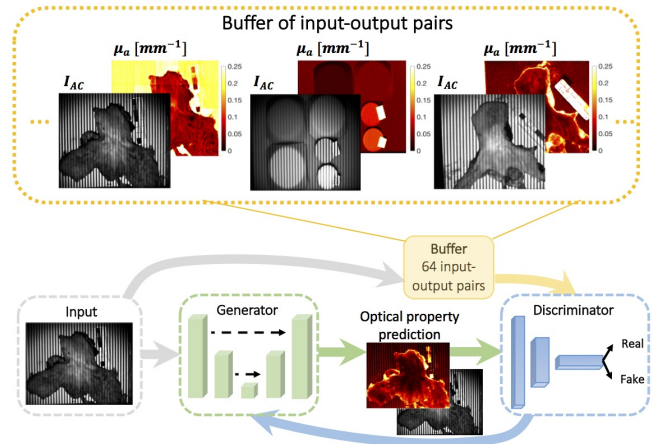 Buffer of input-output pairs
μₐ [mm⁻¹]
μₐ [mm⁻¹]
μₐ [mm⁻¹]
I_AC
I_AC
I_AC
0.25
0.2
0.15
0.1
0.05
0
0.25
0.2
0.15
0.1
0.05
0
0.25
0.2
0.15
0.1
0.05
0
Buffer
64 input-
output pairs
Input
Generator
Optical property
prediction
Discriminator
Real
Fake